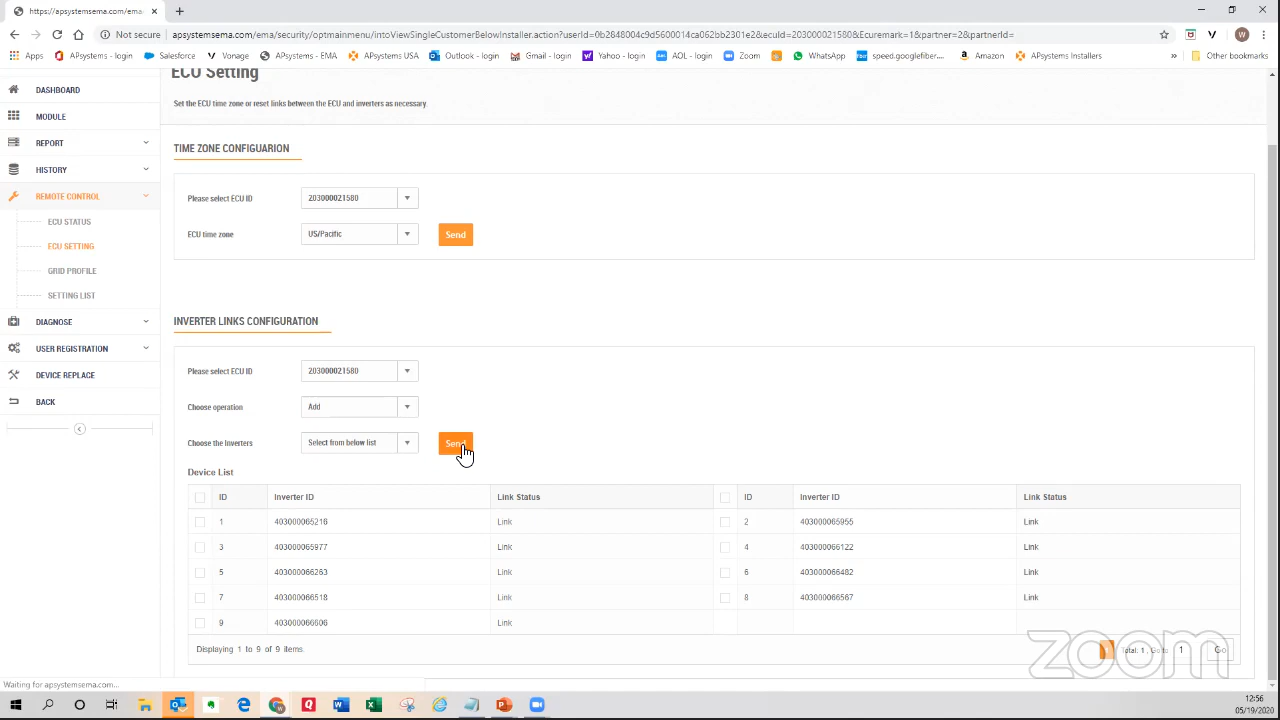 https://apsystemsema.com/ema
Not secure | apsystemsema.com/ema/security/optmainmenu/intoViewSingleCustomerBelowInstaller.action?userId=0b2848004c9d5600014ca062bb2301e2&ecuId=203000021580&ecuremark=1&partner=2&partnerId=
Apps APsystems - login Salesforce Vonage APsystems - EMA APsystems USA Outlook - login Gmail - login Yahoo - login AOL - login Zoom WhatsApp speed.googlefiber.... Amazon APsystems Installers » Other bookmarks
ECU Setting
Set the ECU time zone or reset links between the ECU and inverters as necessary.
DASHBOARD
MODULE
REPORT
HISTORY
REMOTE CONTROL
ECU STATUS
ECU SETTING
GRID PROFILE
SETTING LIST
DIAGNOSE
USER REGISTRATION
DEVICE REPLACE
BACK
TIME ZONE CONFIGUARION
Please select ECU ID 203000021580
ECU time zone US/Pacific Send
INVERTER LINKS CONFIGURATION
Please select ECU ID 203000021580
Choose operation Add
Choose the Inverters Select from below list Send
Device List
ID Inverter ID Link Status ID Inverter ID Link Status
1 403000065216 Link 2 403000065955 Link
3 403000065977 Link 4 403000066122 Link
5 403000066263 Link 6 403000066482 Link
7 403000066518 Link 8 403000066567 Link
9 403000066606 Link
Displaying 1 to 9 of 9 items. Total: 1 , Go to 1 Go
zoom
Waiting for apsystemsema.com...
12:56
05/19/2020